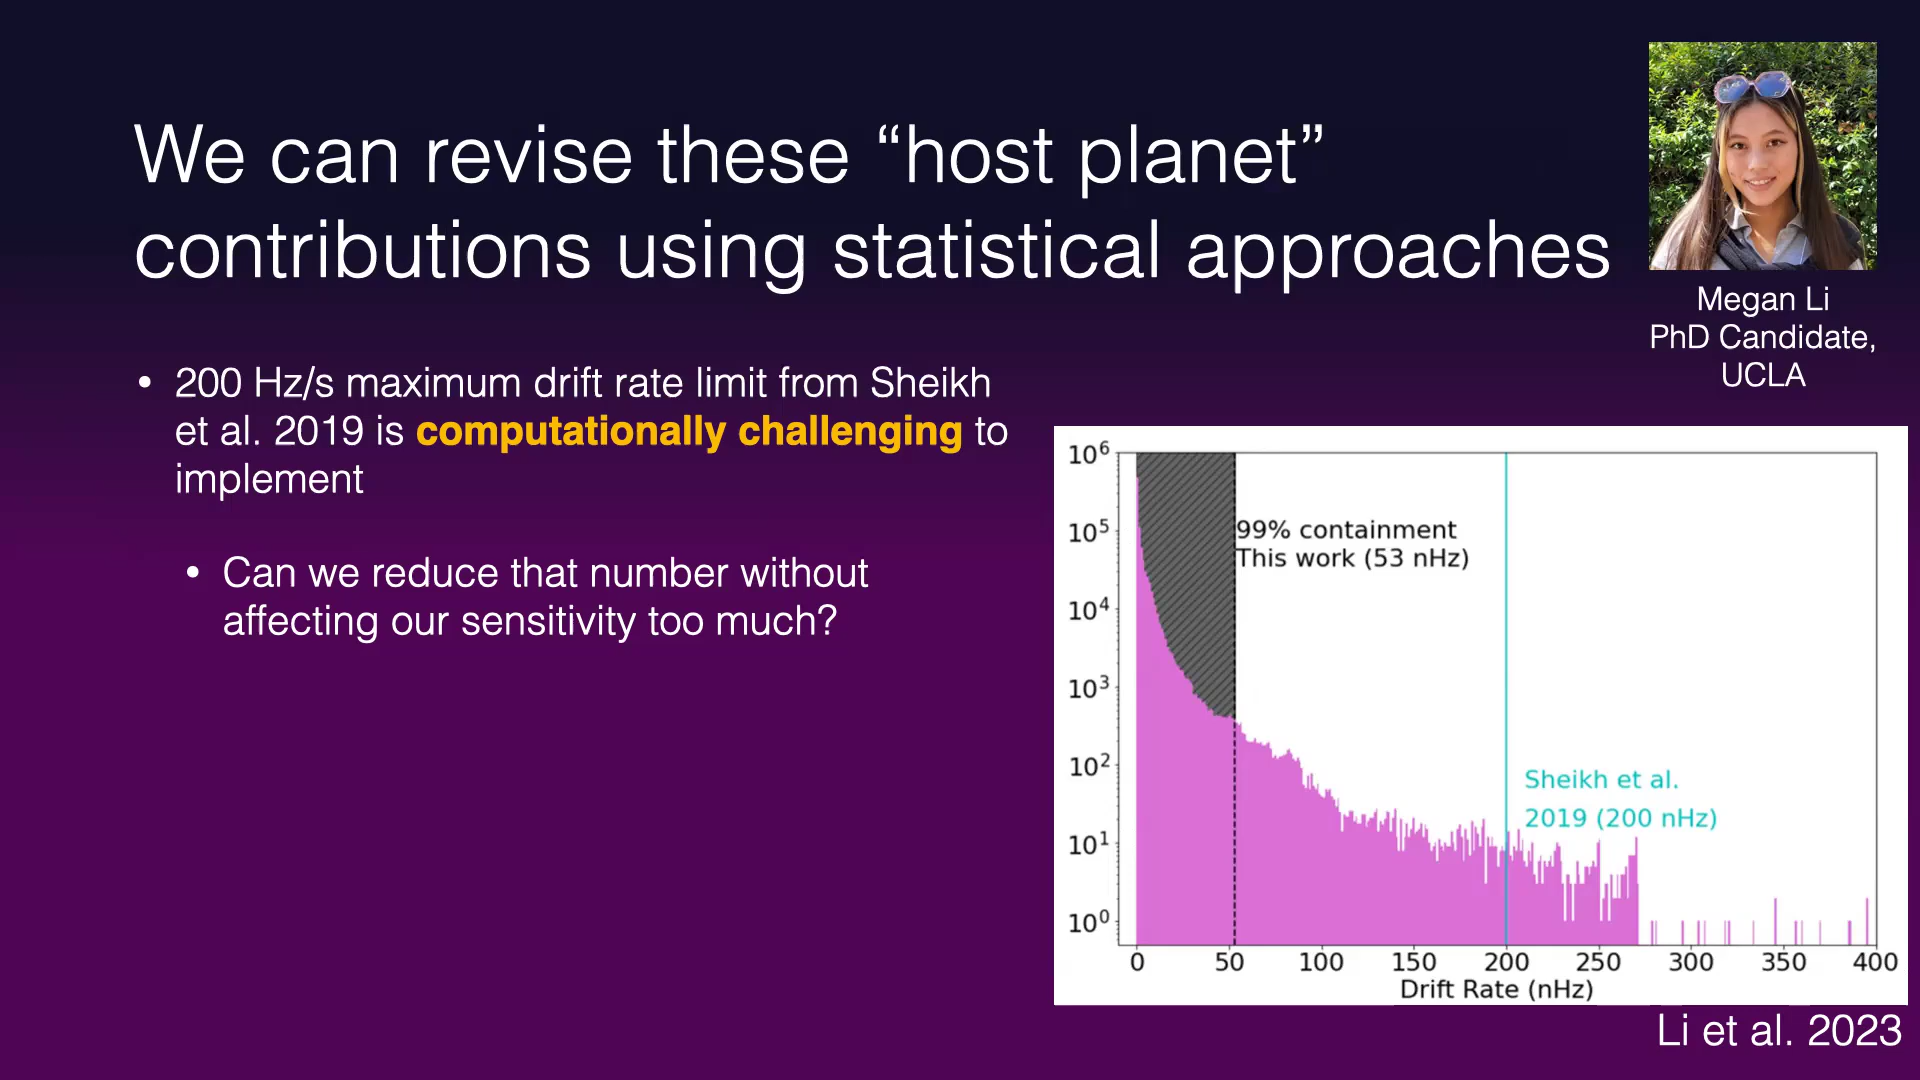 We can revise these “host planet”
contributions using statistical approaches
Megan Li
PhD Candidate,
UCLA
• 200 Hz/s maximum drift rate limit from Sheikh
et al. 2019 is computationally challenging to
implement
• Can we reduce that number without
affecting our sensitivity too much?
10⁶
10⁵
10⁴
10³
10²
10¹
10⁰
99% containment
This work (53 nHz)
Sheikh et al.
2019 (200 nHz)
0 50 100 150 200 250 300 350 400
Drift Rate (nHz)
Li et al. 2023